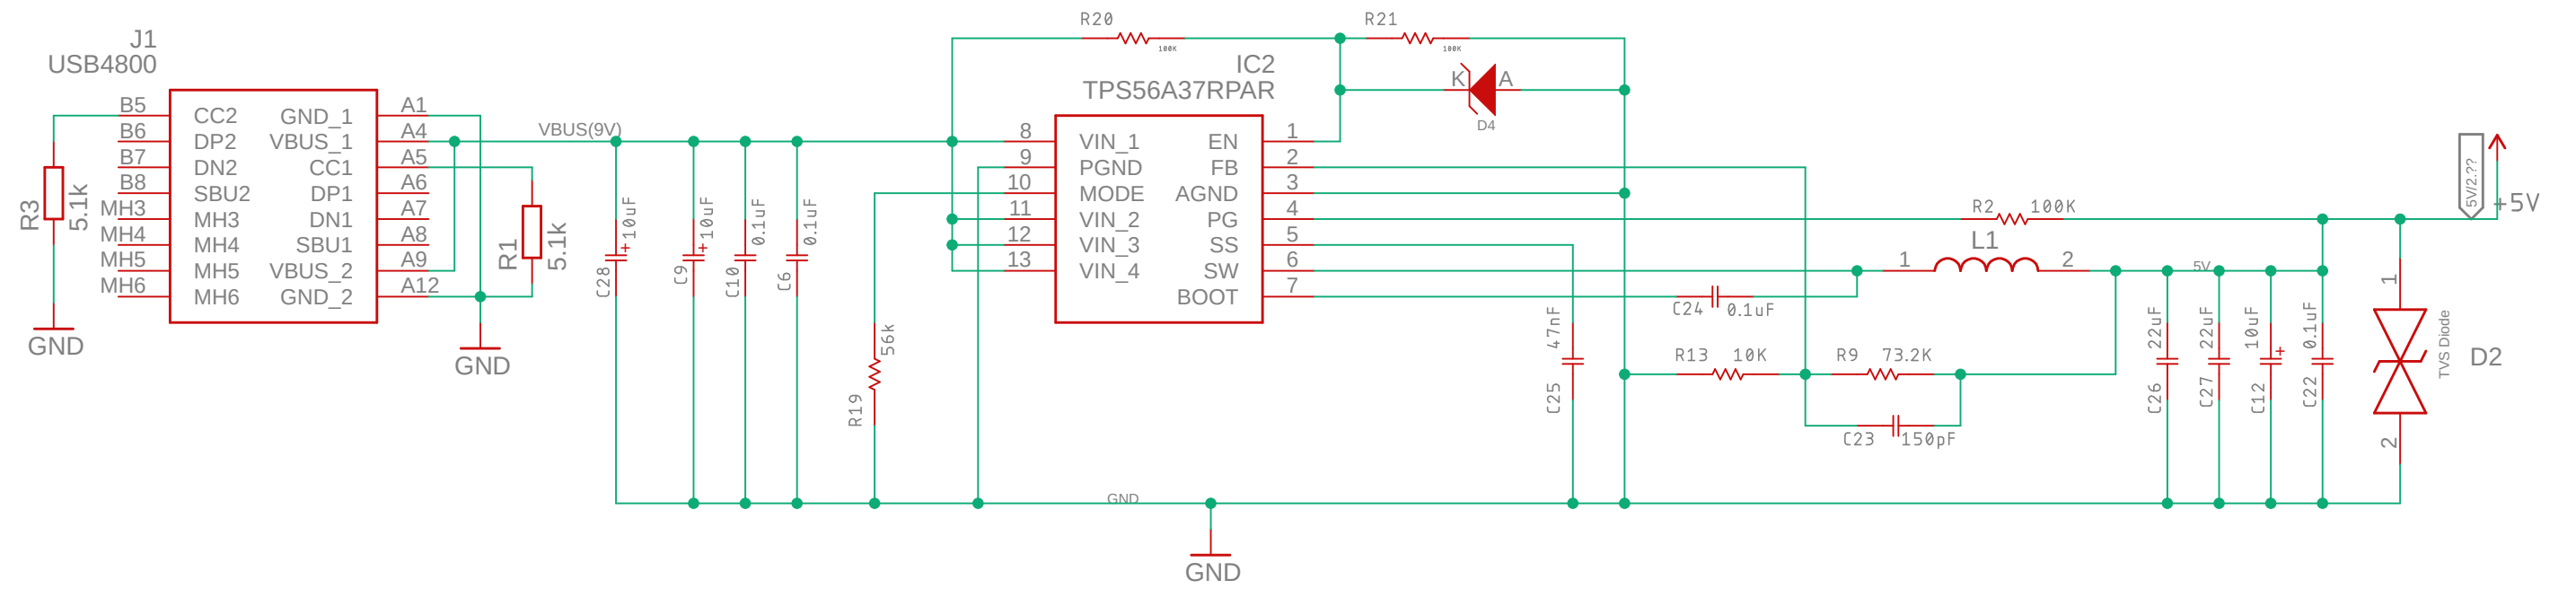 J1
USB4800
B5
B6
B7
B8
MH3
MH4
MH5
MH6
CC2
DP2
DN2
SBU2
MH3
MH4
MH5
MH6
GND_1
VBUS_1
CC1
DP1
DN1
SBU1
VBUS_2
GND_2
A1
A4
A5
A6
A7
A8
A9
A12
R3
5.1k
GND
R1
5.1k
GND
VBUS(9V)
C28
+
10uF
C9
+
10uF
C10
0.1uF
C6
0.1uF
R19
56k
R20
100K
R21
100K
K
A
D4
IC2
TPS56A37RPAR
8
9
10
11
12
13
VIN_1
PGND
MODE
VIN_2
VIN_3
VIN_4
EN
FB
AGND
PG
SS
SW
BOOT
1
2
3
4
5
6
7
GND
GND
C25
47nF
C24
0.1uF
R13
10K
R9
73.2K
C23
150pF
R2
100K
L1
1
2
5V
C26
22uF
C27
22uF
C12
+
10uF
C22
0.1uF
1
2
TVS Diode
D2
5V/2.??
+5V